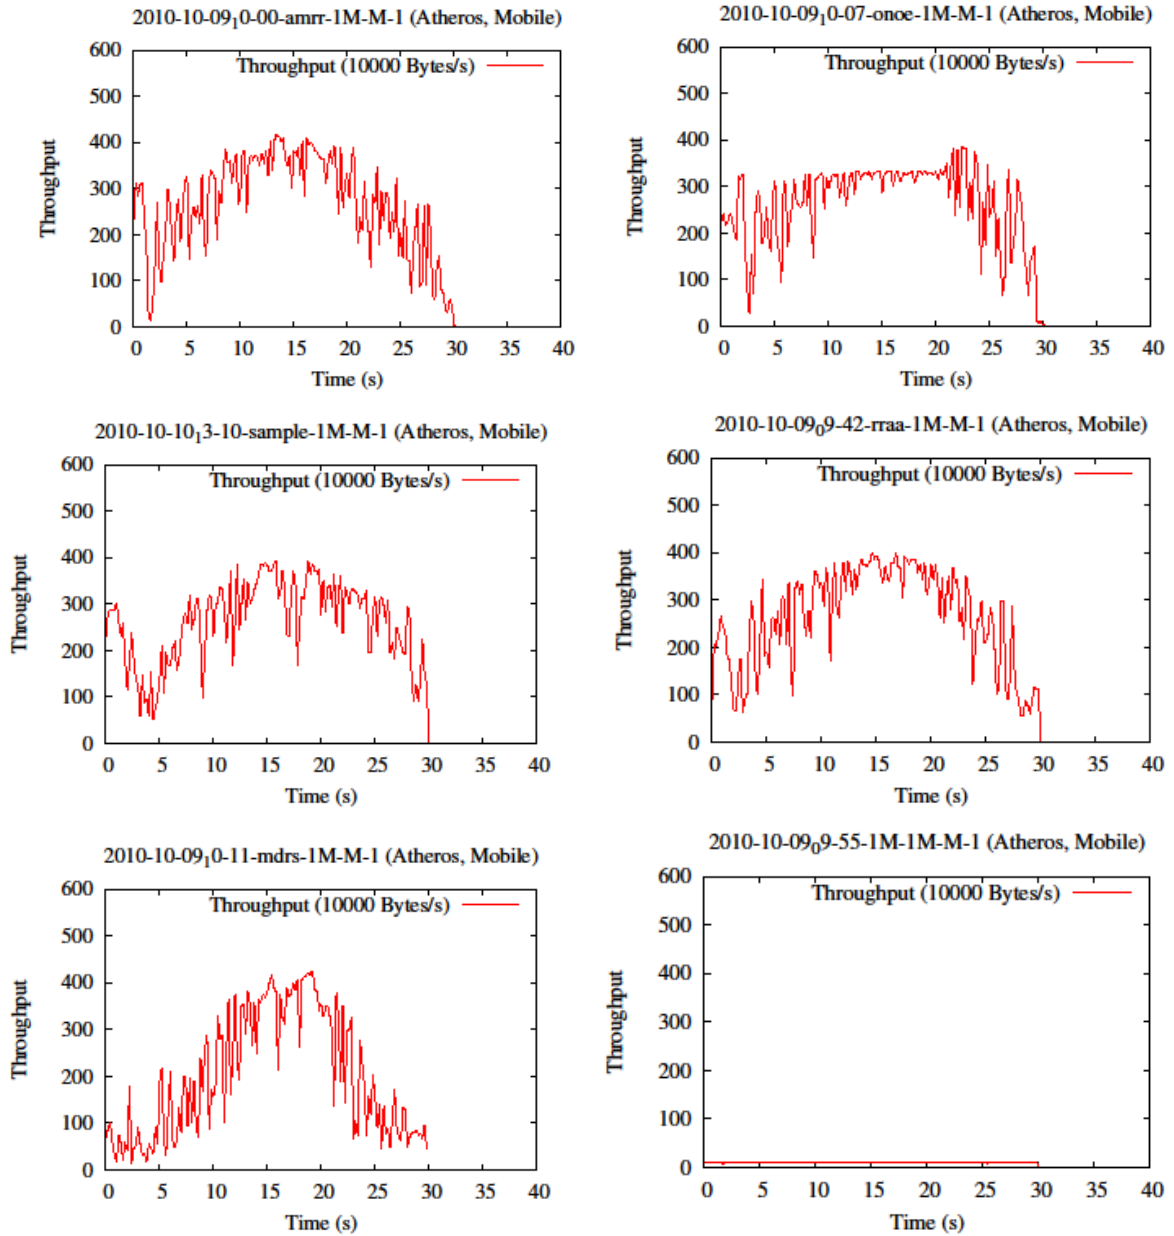 2010-10-09₁0-00-amrr-1M-M-1 (Atheros, Mobile)
Throughput (10000 Bytes/s)
600
500
400
300
200
100
0
Throughput
0 5 10 15 20 25 30 35 40
Time (s)
2010-10-09₁0-07-onoe-1M-M-1 (Atheros, Mobile)
Throughput (10000 Bytes/s)
600
500
400
300
200
100
0
Throughput
0 5 10 15 20 25 30 35 40
Time (s)
2010-10-10₁3-10-sample-1M-M-1 (Atheros, Mobile)
Throughput (10000 Bytes/s)
600
500
400
300
200
100
0
Throughput
0 5 10 15 20 25 30 35 40
Time (s)
2010-10-09₀9-42-rraa-1M-M-1 (Atheros, Mobile)
Throughput (10000 Bytes/s)
600
500
400
300
200
100
0
Throughput
0 5 10 15 20 25 30 35 40
Time (s)
2010-10-09₁0-11-mdrs-1M-M-1 (Atheros, Mobile)
Throughput (10000 Bytes/s)
600
500
400
300
200
100
0
Throughput
0 5 10 15 20 25 30 35 40
Time (s)
2010-10-09₀9-55-1M-1M-M-1 (Atheros, Mobile)
Throughput (10000 Bytes/s)
600
500
400
300
200
100
0
Throughput
0 5 10 15 20 25 30 35 40
Time (s)